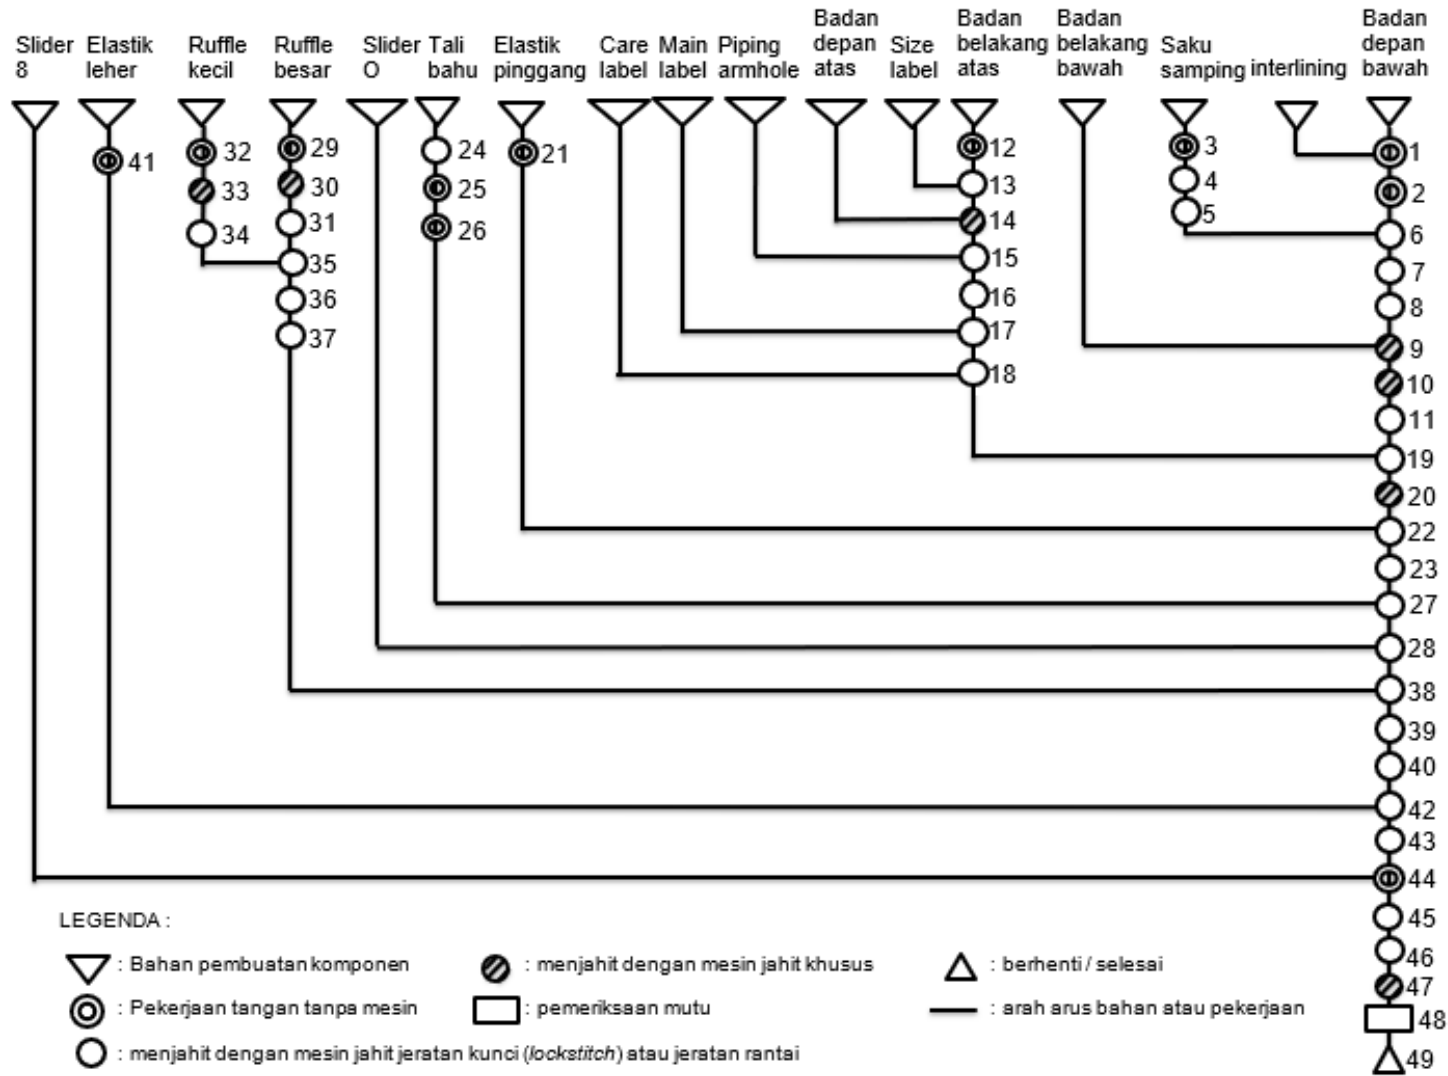 Slider 8
Elastik leher
Ruffle kecil
Ruffle besar
Slider O
Tali bahu
Elastik pinggang
Care label
Main label
Piping armhole
Badan depan atas
Size label
Badan belakang atas
Badan belakang bawah
Saku samping
interlining
Badan depan bawah
41
32
33
34
29
30
31
35
36
37
24
25
26
21
12
13
14
15
16
17
18
3
4
5
1
2
6
7
8
9
10
11
19
20
22
23
27
28
38
39
40
42
43
44
45
46
47
48
49
LEGENDA :
: Bahan pembuatan komponen
: menjahit dengan mesin jahit khusus
: berhenti / selesai
: Pekerjaan tangan tanpa mesin
: pemeriksaan mutu
: arah arus bahan atau pekerjaan
: menjahit dengan mesin jahit jeratan kunci (lockstitch) atau jeratan rantai